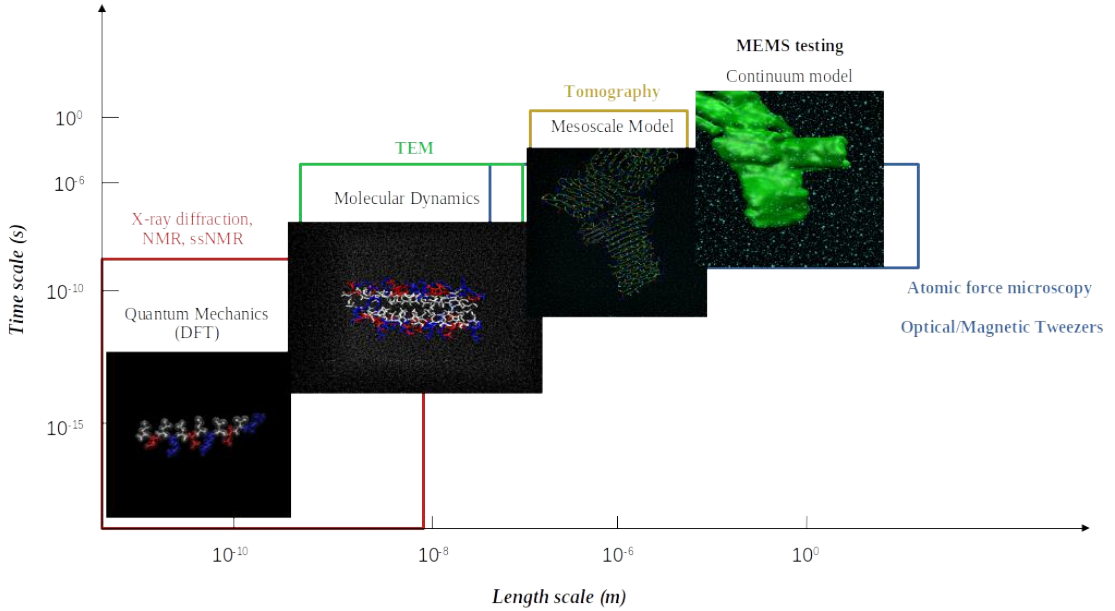 MEMS testing
Continuum model
Tomography
Mesoscale Model
TEM
Molecular Dynamics
X-ray diffraction,
NMR, ssNMR
Quantum Mechanics
(DFT)
Atomic force microscopy
Optical/Magnetic Tweezers
Time scale (s)
10⁰
10⁻⁶
10⁻¹⁰
10⁻¹⁵
10⁻¹⁰
10⁻⁸
10⁻⁶
10⁰
Length scale (m)